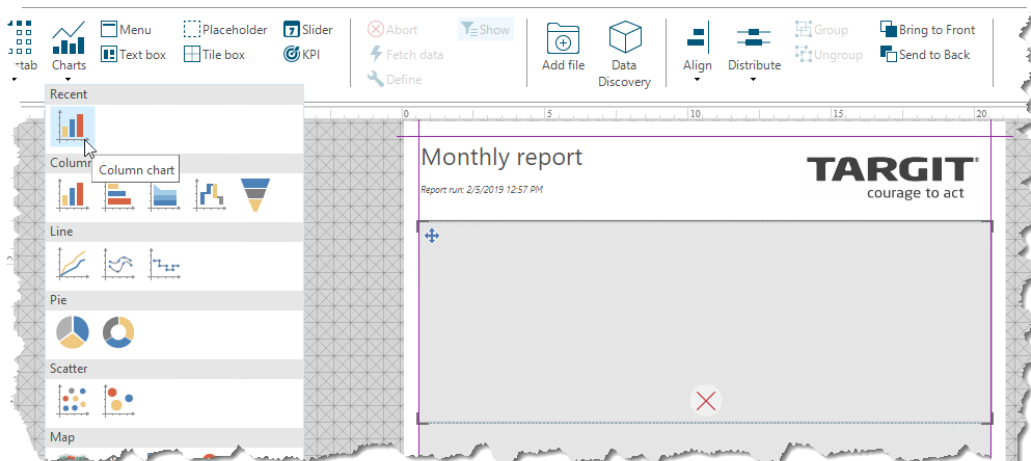 Menu
Placeholder
Slider
Abort
Show
Group
Bring to Front
tab
Charts
Text box
Tile box
KPI
Fetch data
Add file
Data
Discovery
Align
Distribute
Ungroup
Send to Back
Define
Recent
0
5
10
15
20
Column chart
Column
Monthly report
TARGIT
courage to act
Report run: 2/5/2019 12:57 PM
Line
Pie
Scatter
Map